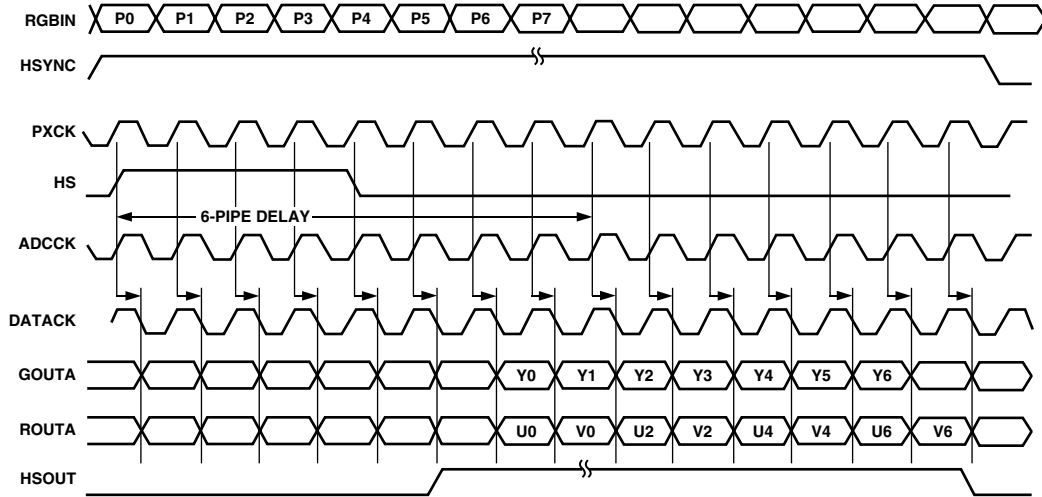 RGBIN P0 P1 P2 P3 P4 P5 P6 P7
HSYNC
PXCK
HS
6-PIPE DELAY
ADCCK
DATACK
GOUTA Y0 Y1 Y2 Y3 Y4 Y5 Y6
ROUTA U0 V0 U2 V2 U4 V4 U6 V6
HSOUT